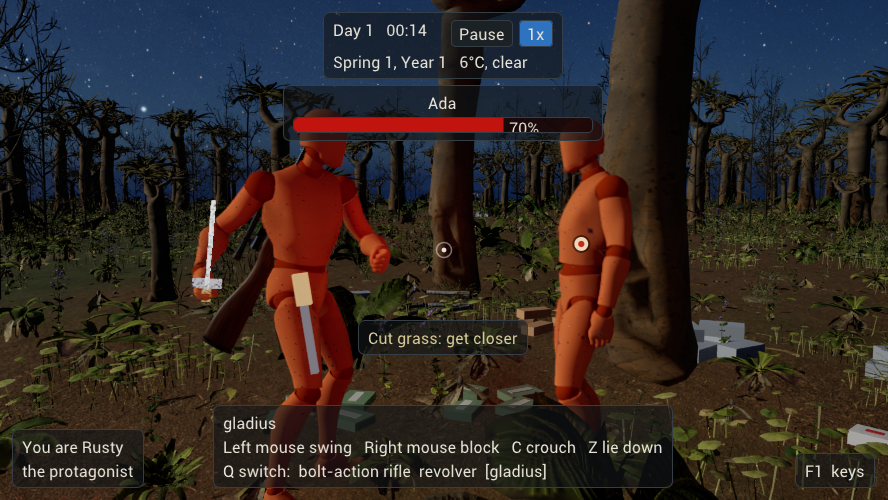 Day 1 00:14 Pause 1x
Spring 1, Year 1 6°C, clear
Ada
70%
Cut grass: get closer
gladius
Left mouse swing Right mouse block C crouch Z lie down
Q switch: bolt-action rifle revolver [gladius]
You are Rusty
the protagonist
F1 keys